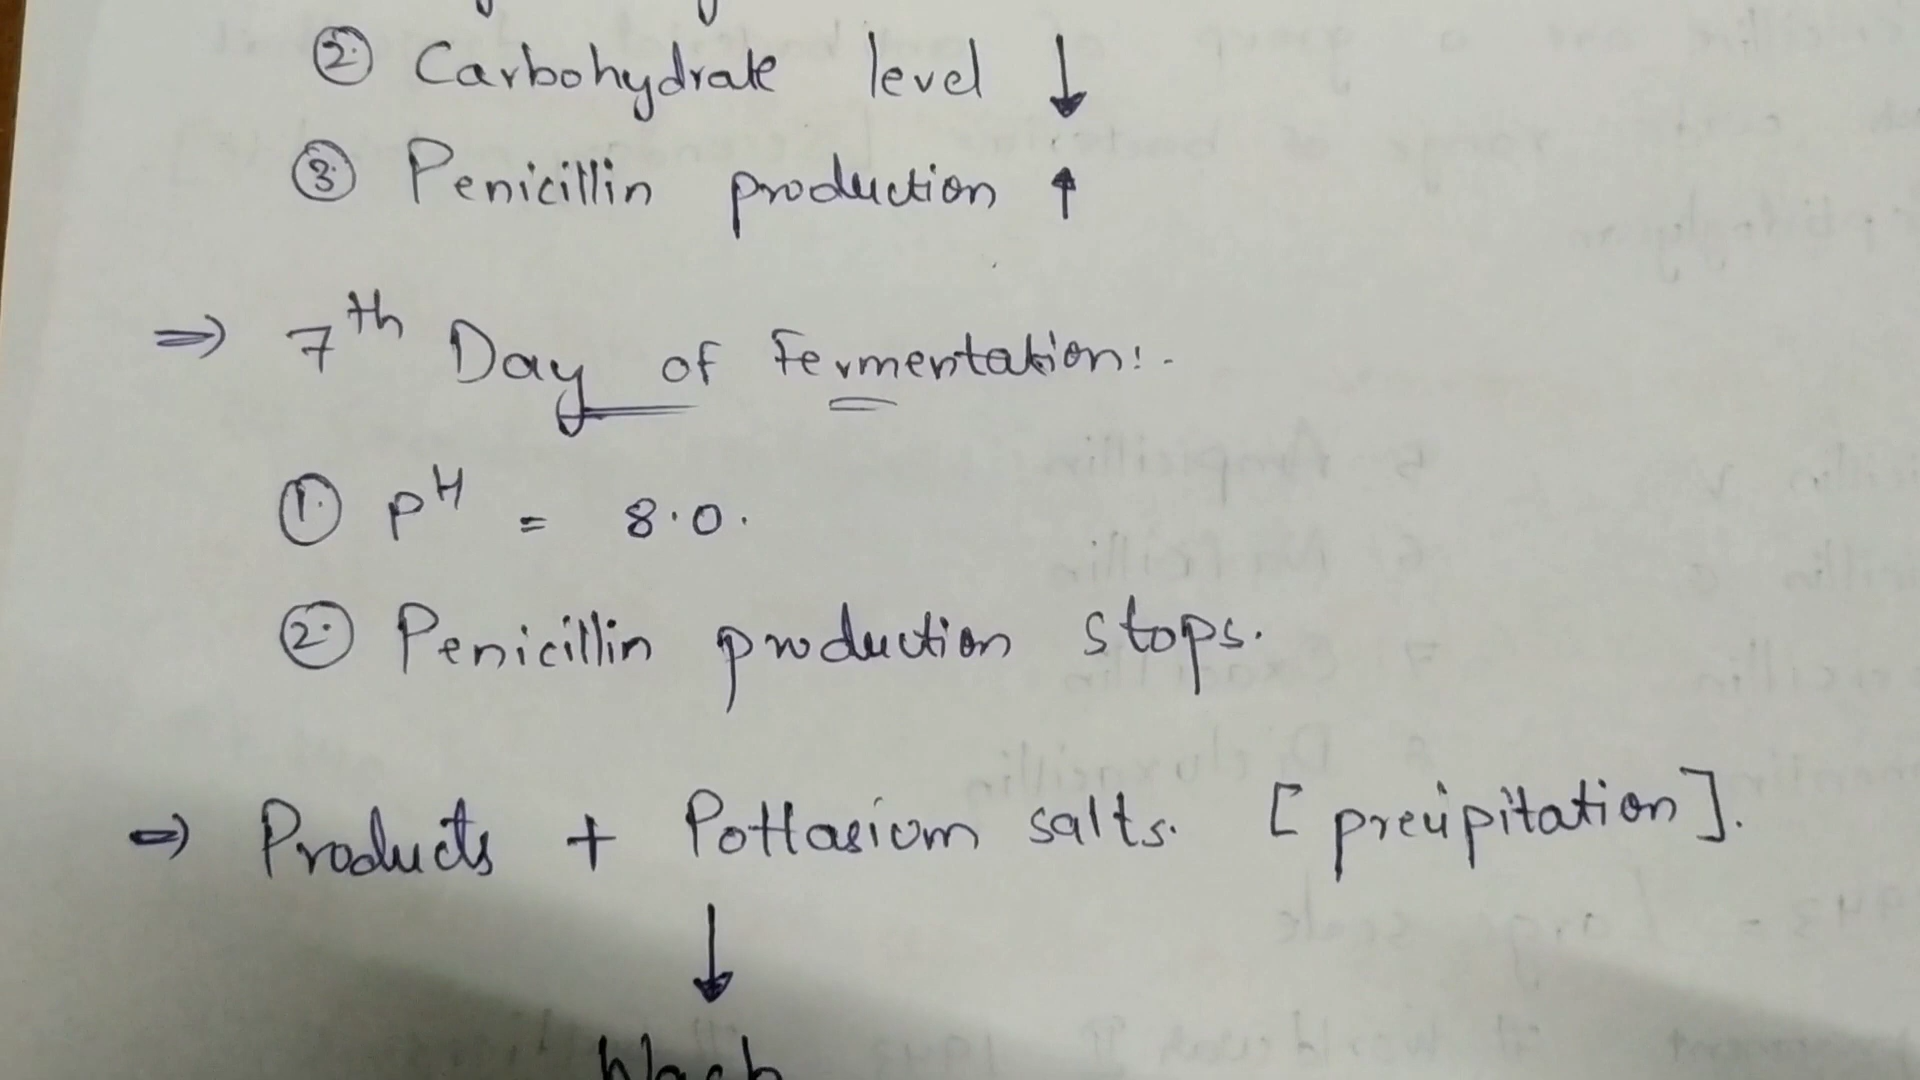 ② Carbohydrate level ↓
③ Penicillin production ↑
⇒ 7th Day of Fermentation:-
① pH = 8.0.
② Penicillin production stops.
⇒ Products + Pottasium salts. [precipitation].
↓
Wash